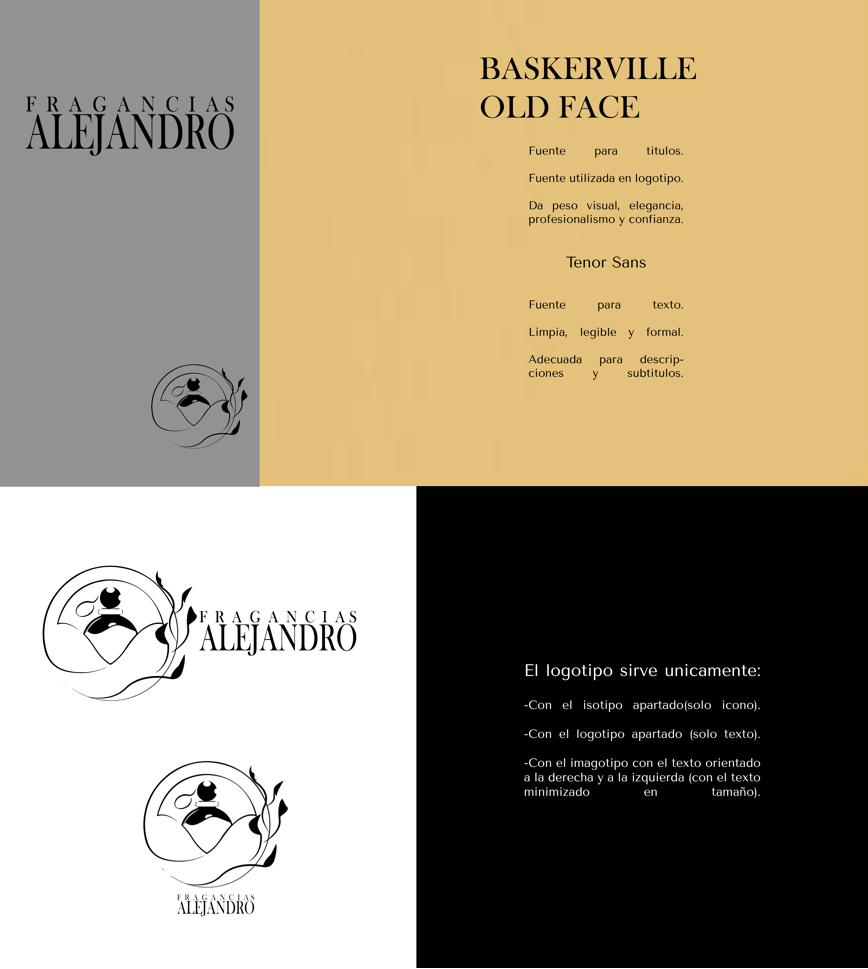 FRAGANCIAS
ALEJANDRO
BASKERVILLE
OLD FACE
Fuente para titulos.
Fuente utilizada en logotipo.
Da peso visual, elegancia,
profesionalismo y confianza.
Tenor Sans
Fuente para texto.
Limpia, legible y formal.
Adecuada para descrip-
ciones y subtitulos.
FRAGANCIAS
ALEJANDRO
FRAGANCIAS
ALEJANDRO
El logotipo sirve unicamente:
-Con el isotipo apartado(solo icono).
-Con el logotipo apartado (solo texto).
-Con el imagotipo con el texto orientado
a la derecha y a la izquierda (con el texto
minimizado en tamaño).